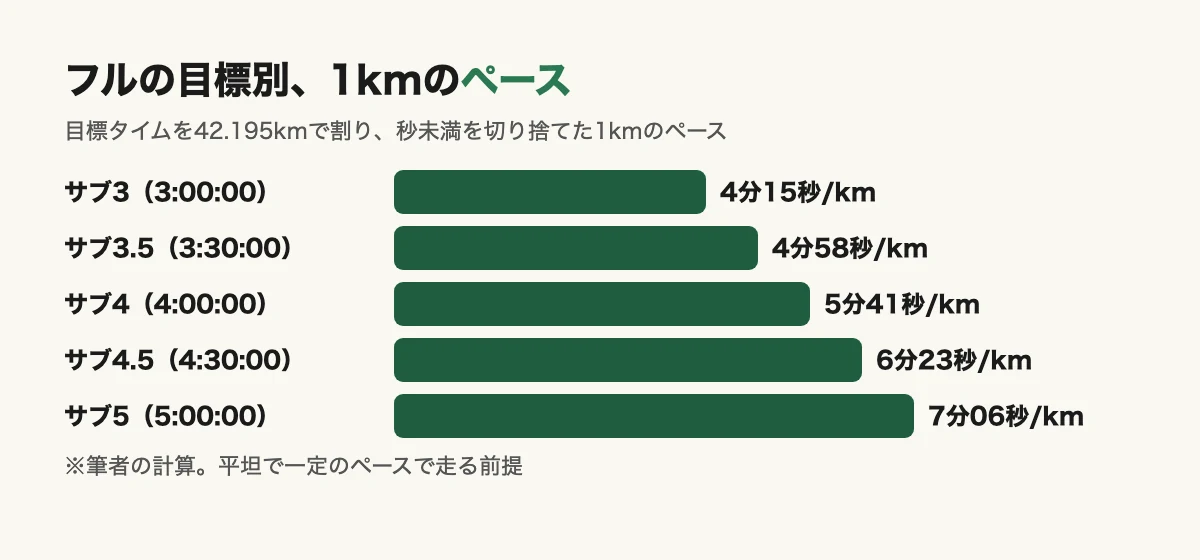 フルの目標別、1kmのペース
目標タイムを42.195kmで割り、秒未満を切り捨てた1kmのペース
サブ3（3:00:00） 4分15秒/km
サブ3.5（3:30:00） 4分58秒/km
サブ4（4:00:00） 5分41秒/km
サブ4.5（4:30:00） 6分23秒/km
サブ5（5:00:00） 7分06秒/km
※筆者の計算。平坦で一定のペースで走る前提